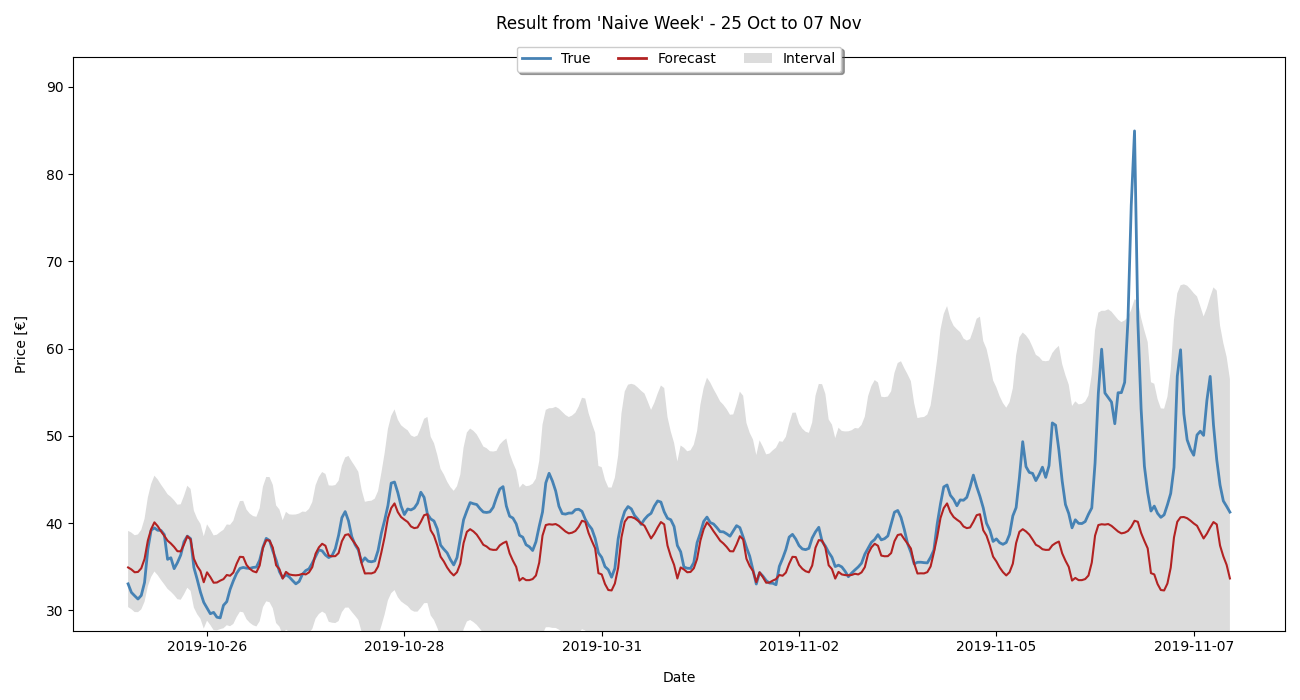 Result from 'Naive Week' - 25 Oct to 07 Nov
True Forecast Interval
90
80
70
60
50
40
30
Price [€]
2019-10-26 2019-10-28 2019-10-31 2019-11-02 2019-11-05 2019-11-07
Date